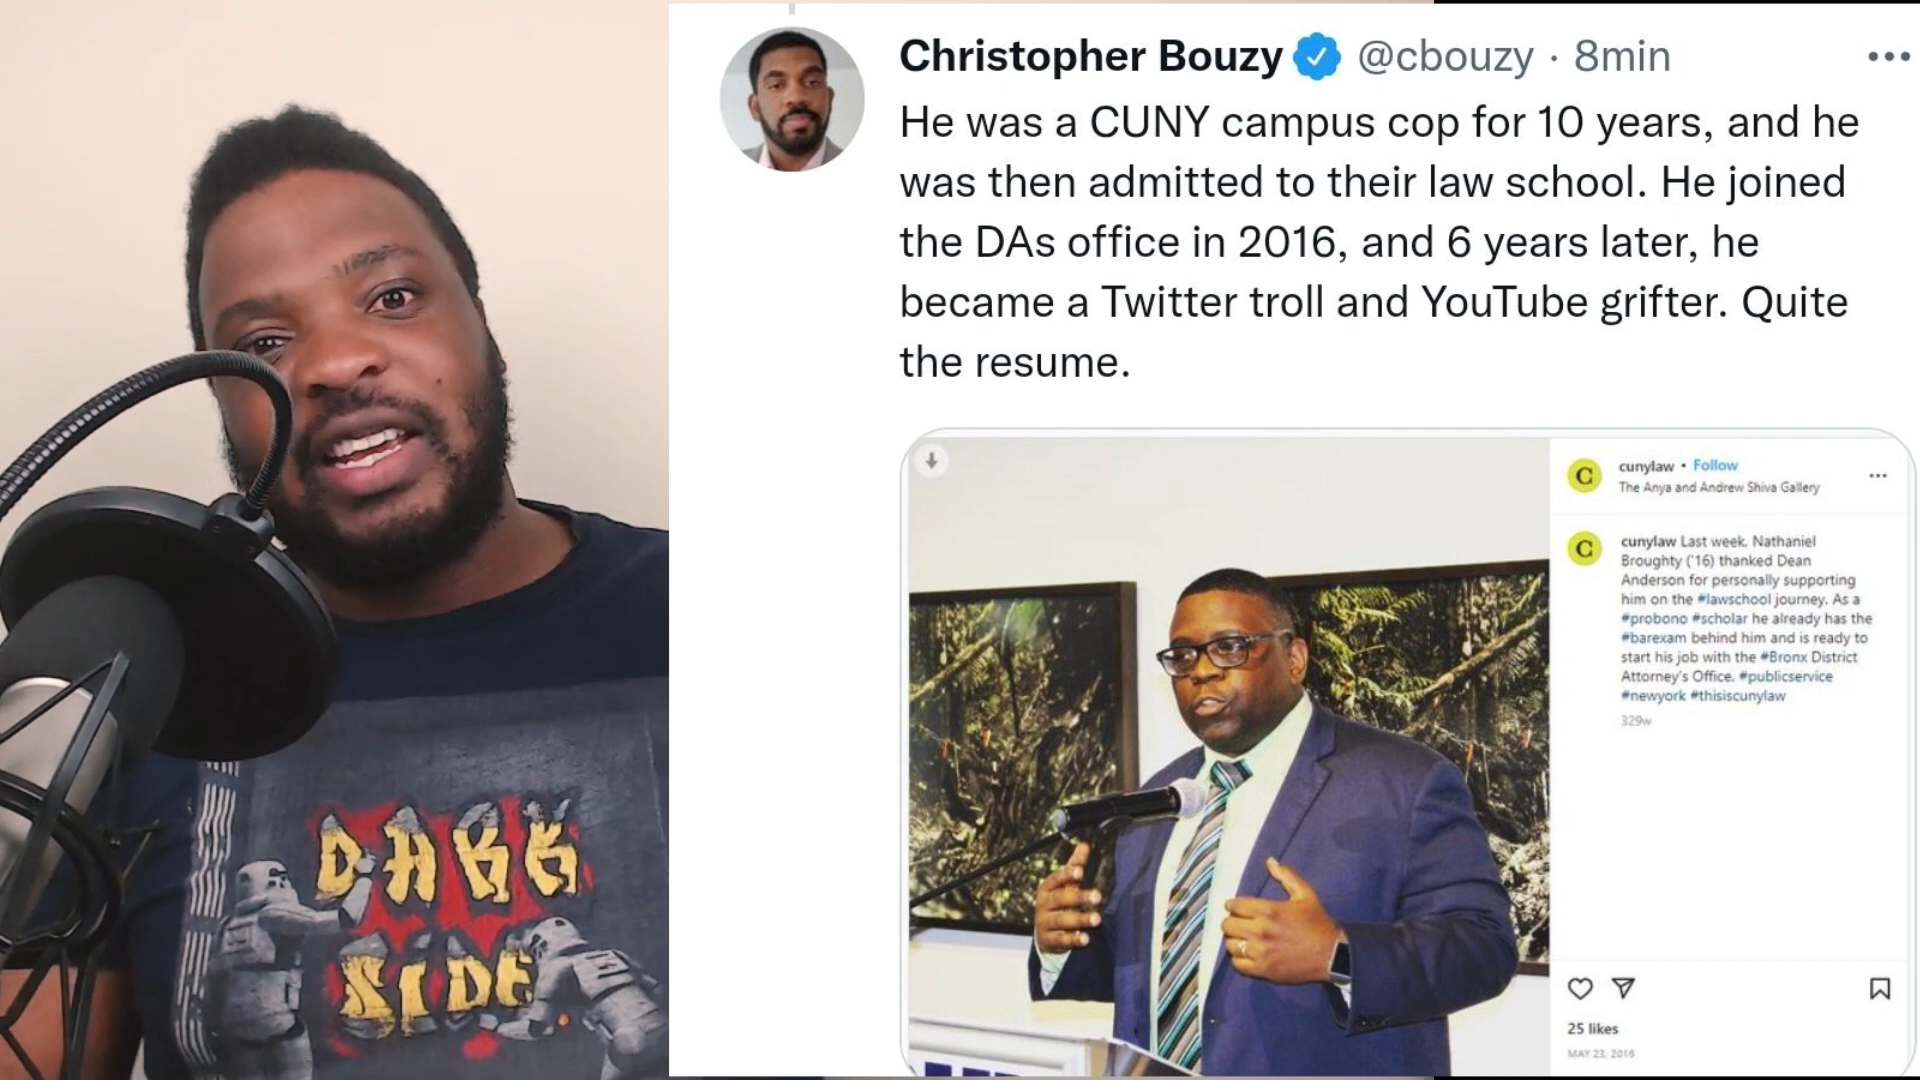 Christopher Bouzy @cbouzy · 8min
He was a CUNY campus cop for 10 years, and he
was then admitted to their law school. He joined
the DAs office in 2016, and 6 years later, he
became a Twitter troll and YouTube grifter. Quite
the resume.
cunylaw • Follow
The Anya and Andrew Shiva Gallery
cunylaw Last week, Nathaniel
Broughty ('16) thanked Dean
Anderson for personally supporting
him on the #lawschool journey. As a
#probono #scholar he already has the
#barexam behind him and is ready to
start his job with the #Bronx District
Attorney's Office. #publicservice
#newyork #thisiscunylaw
329w
25 likes
MAY 23, 2016
DARK
SIDE